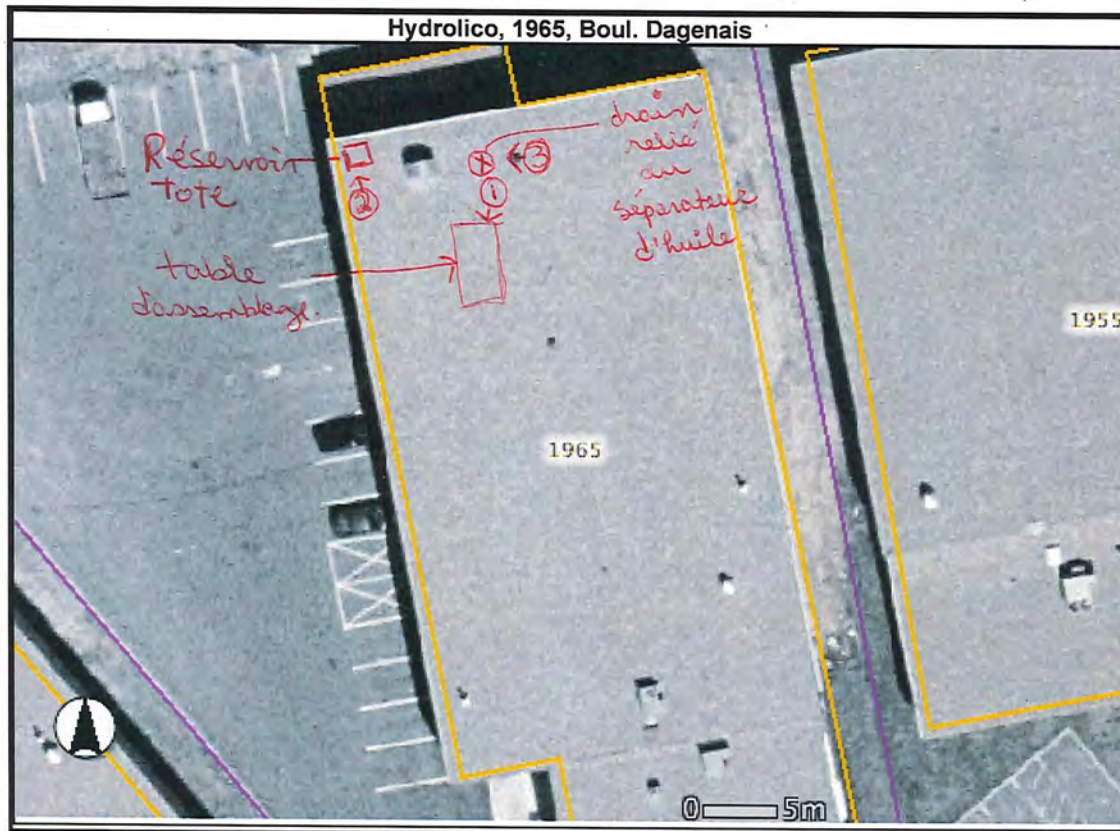 Hydrolico, 1965, Boul. Dagenais
Réservoir
tote
2
drain
relié
au
séparateur
d'huile
3
1
table
d'assemblage.
1955
1965
0 5m